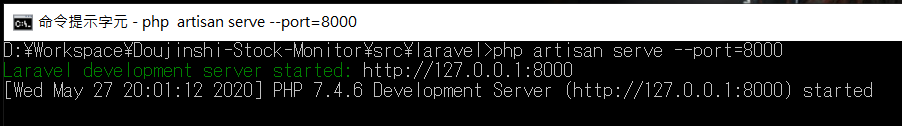 命令提示字元 - php  artisan serve --port=8000
D:¥Workspace¥Doujinshi-Stock-Monitor¥src¥laravel>php artisan serve --port=8000
Laravel development server started: http://127.0.0.1:8000
[Wed May 27 20:01:12 2020] PHP 7.4.6 Development Server (http://127.0.0.1:8000) started